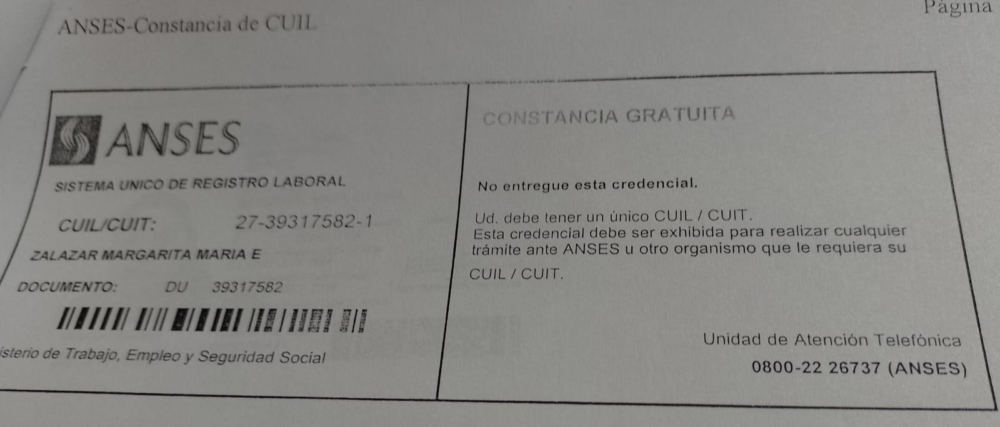 ANSES-Constancia de CUIL
Página
ANSES
SISTEMA UNICO DE REGISTRO LABORAL
CUIL/CUIT: 27-39317582-1
ZALAZAR MARGARITA MARIA E
DOCUMENTO: DU 39317582
isterio de Trabajo, Empleo y Seguridad Social
CONSTANCIA GRATUITA
No entregue esta credencial.
Ud. debe tener un único CUIL / CUIT.
Esta credencial debe ser exhibida para realizar cualquier
trámite ante ANSES u otro organismo que le requiera su
CUIL / CUIT.
Unidad de Atención Telefónica
0800-22 26737 (ANSES)